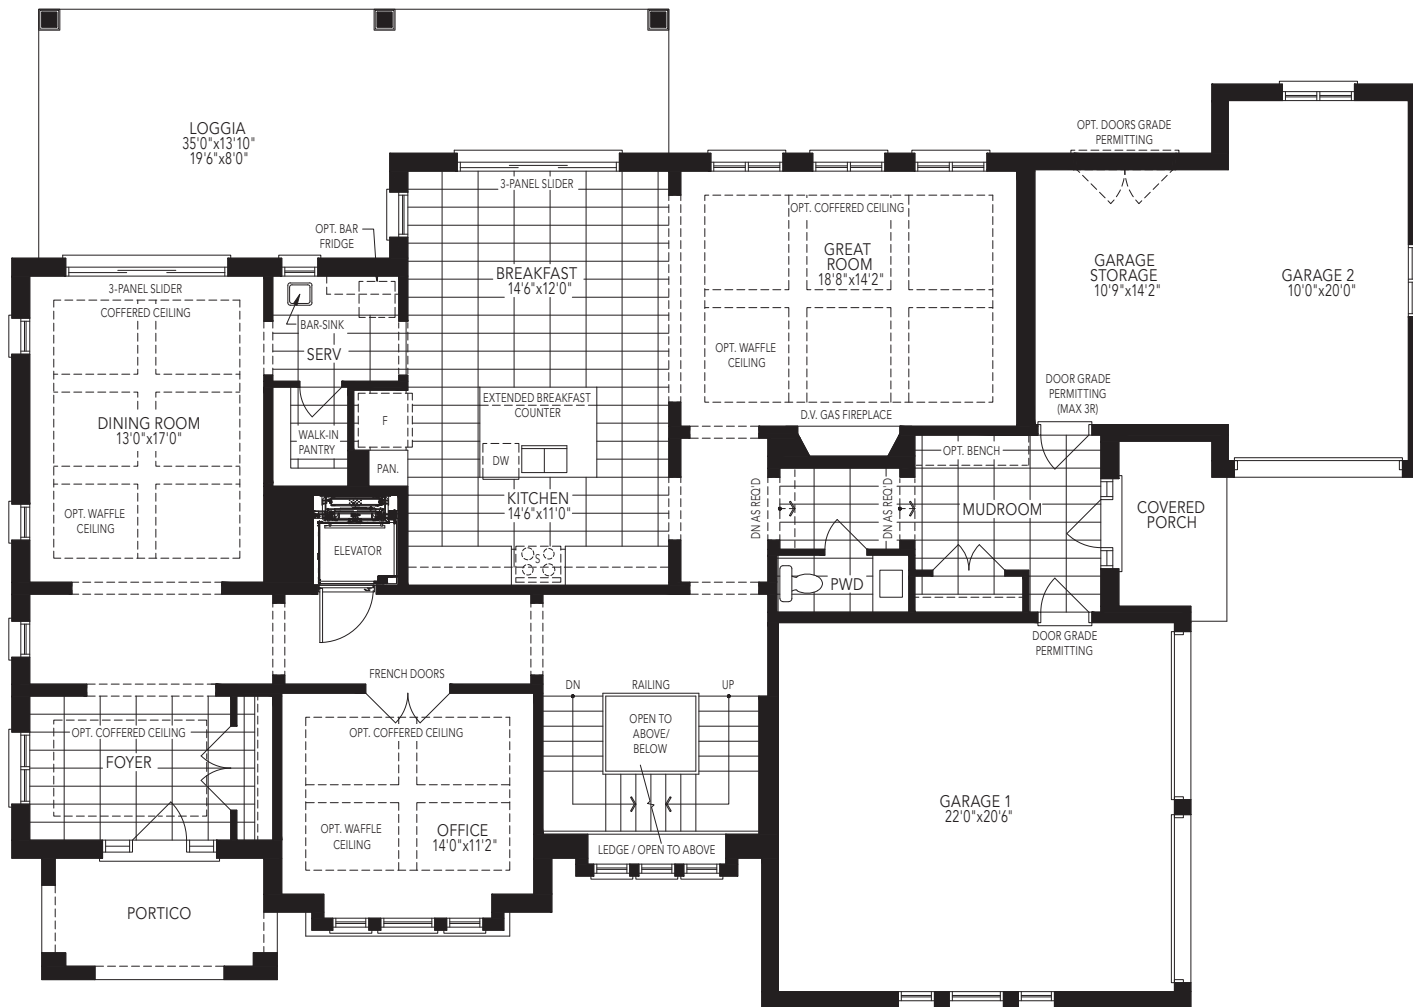 LOGGIA
35'0"x13'10"
19'6"x8'0"
OPT. BAR
FRIDGE
3-PANEL SLIDER
BREAKFAST
14'6"x12'0"
OPT. COFFERED CEILING
GREAT
ROOM
18'8"x14'2"
OPT. WAFFLE
CEILING
D.V. GAS FIREPLACE
OPT. DOORS GRADE
PERMITTING
GARAGE
STORAGE
10'9"x14'2"
GARAGE 2
10'0"x20'0"
DOOR GRADE
PERMITTING
(MAX 3R)
3-PANEL SLIDER
COFFERED CEILING
DINING ROOM
13'0"x17'0"
OPT. WAFFLE
CEILING
BAR-SINK
SERV
WALK-IN
PANTRY
F
PAN.
EXTENDED BREAKFAST
COUNTER
DW
KITCHEN
14'6"x11'0"
S
ELEVATOR
DN AS REQ'D
DN AS REQ'D
OPT. BENCH
MUDROOM
COVERED
PORCH
PWD
DOOR GRADE
PERMITTING
FRENCH DOORS
DN
RAILING
UP
OPEN TO
ABOVE/
BELOW
LEDGE / OPEN TO ABOVE
OPT. COFFERED CEILING
FOYER
OPT. COFFERED CEILING
OPT. WAFFLE
CEILING
OFFICE
14'0"x11'2"
GARAGE 1
22'0"x20'6"
PORTICO